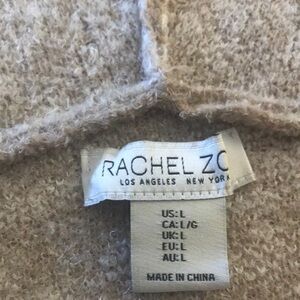 RACHEL ZO
LOS ANGELES NEW YORK
US: L
CA: L/G
UK: L
EU: L
AU: L
MADE IN CHINA